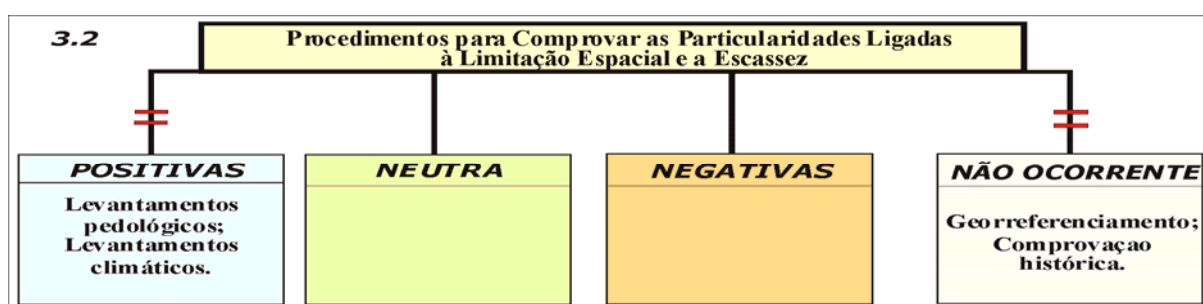 3.2
Procedimentos para Comprovar as Particularidades Ligadas
à Limitação Espacial e a Escassez
POSITIVAS
Levantamentos
pedológicos;
Levantamentos
climáticos.
NEUTRA
NEGATIVAS
NÃO OCORRENTE
Georreferenciamento;
Comprovaçao
histórica.